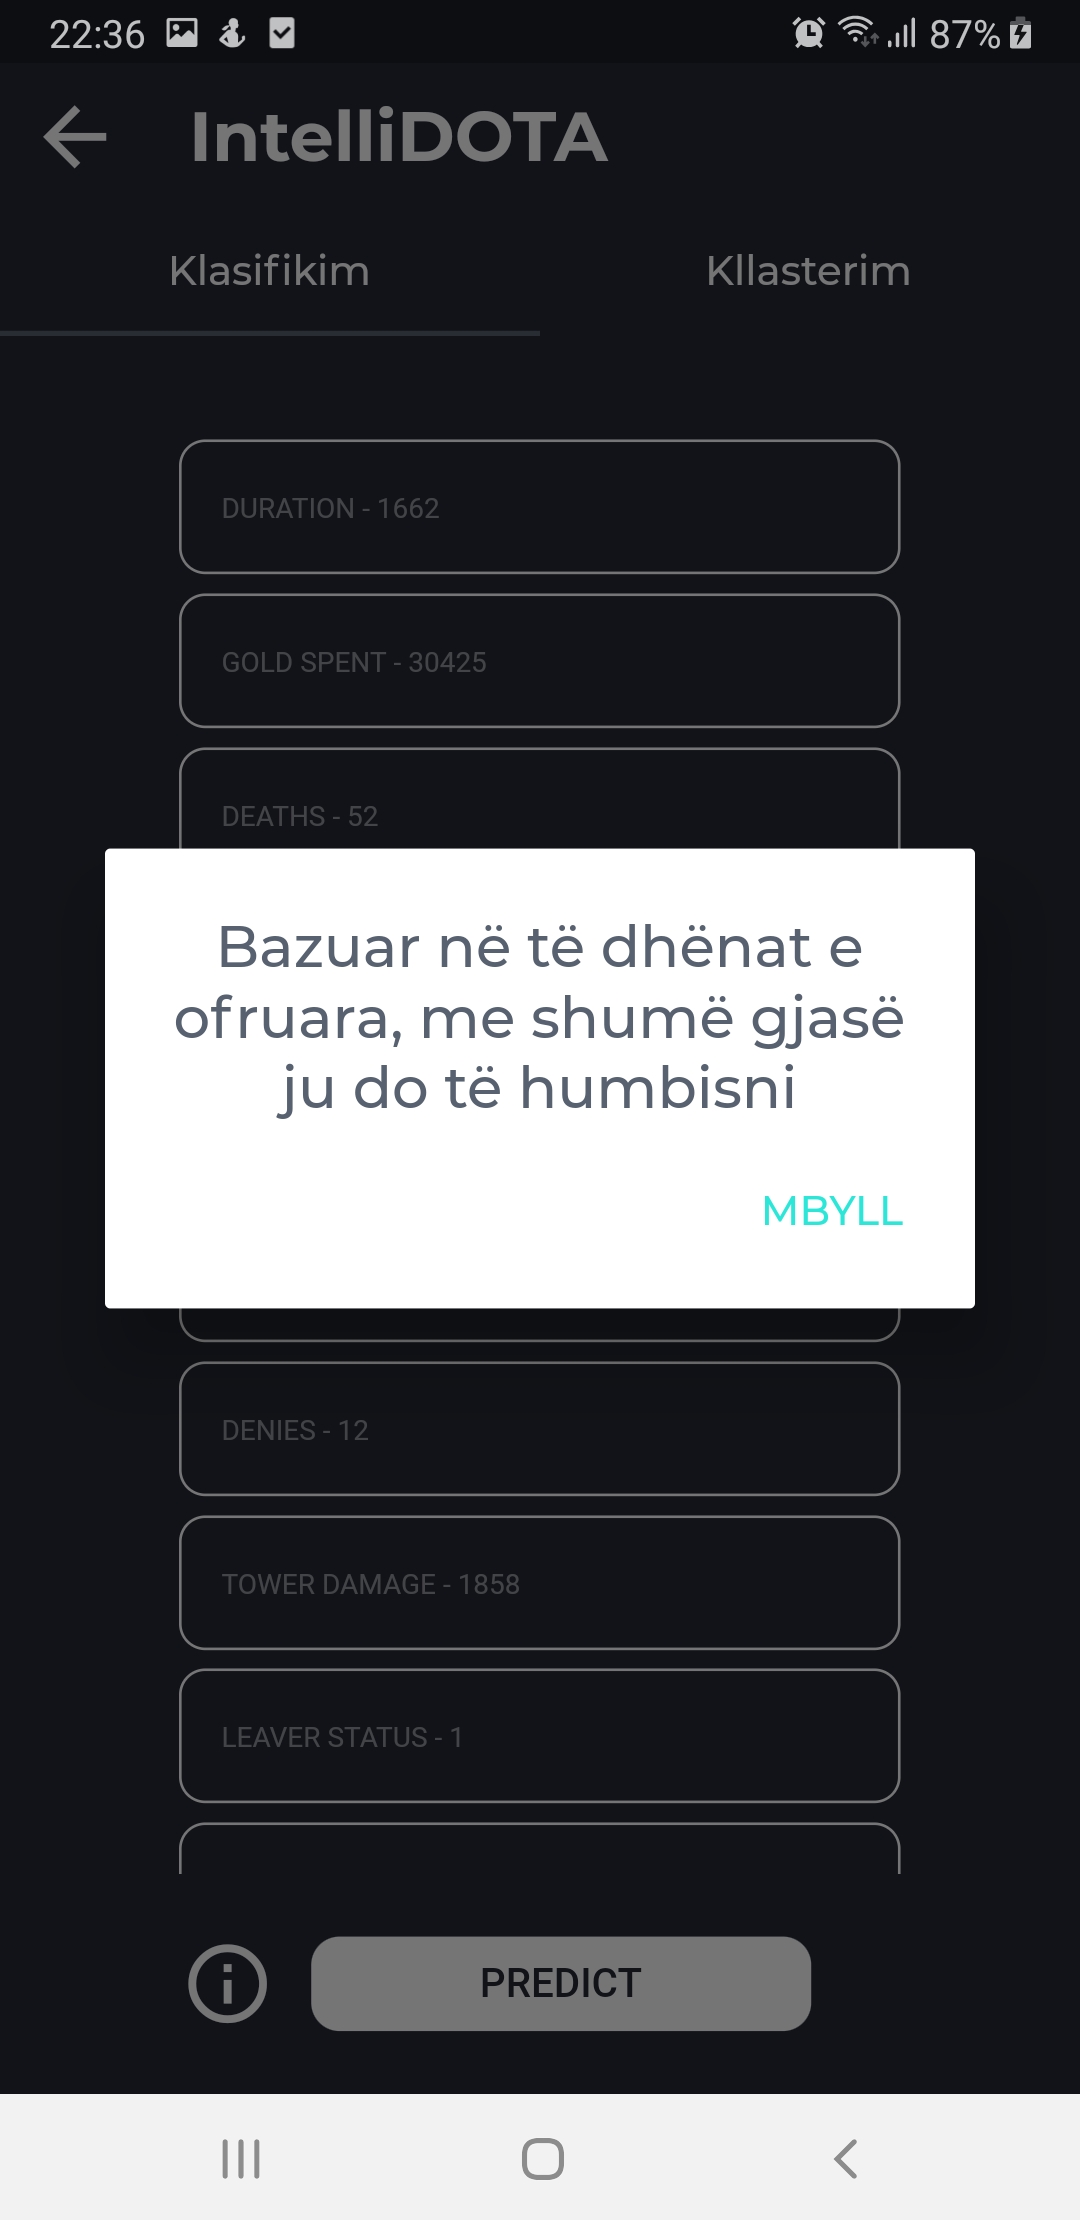 22:36
87%
IntelliDOTA
Klasifikim
Kllasterim
DURATION - 1662
GOLD SPENT - 30425
DEATHS - 52
Bazuar në të dhënat e
ofruara, me shumë gjasë
ju do të humbisni
MBYLL
DENIES - 12
TOWER DAMAGE - 1858
LEAVER STATUS - 1
PREDICT